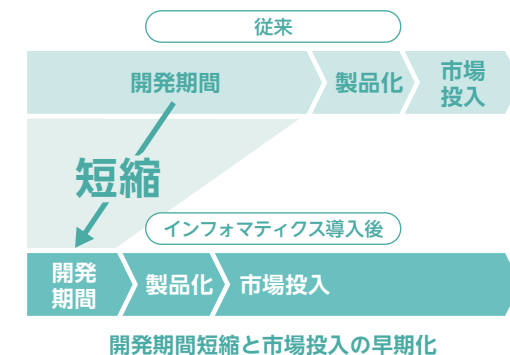 従来
開発期間
製品化
市場
投入
短縮
インフォマティクス導入後
開発
期間
製品化
市場投入
開発期間短縮と市場投入の早期化